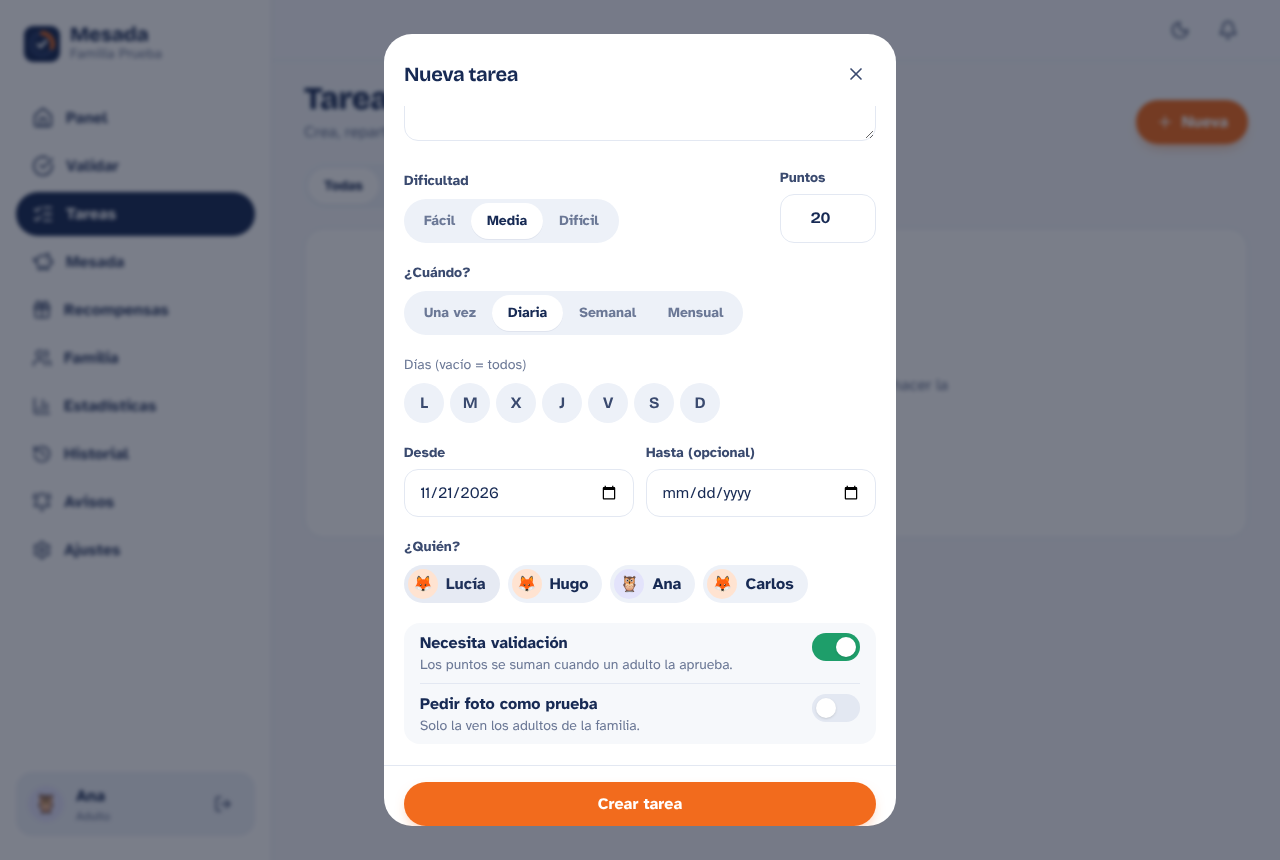 Mesada
Familia Prueba
Panel
Validar
Tareas
Mesada
Recompensas
Familia
Estadísticas
Historial
Avisos
Ajustes
Ana
Adulto
Tarea
Crea, repart
Todas
+ Nueva
hacer la
Nueva tarea
Dificultad
Puntos
Fácil Media Difícil
20
¿Cuándo?
Una vez Diaria Semanal Mensual
Días (vacío = todos)
L M X J V S D
Desde Hasta (opcional)
11/21/2026 mm/dd/yyyy
¿Quién?
Lucía Hugo Ana Carlos
Necesita validación
Los puntos se suman cuando un adulto la aprueba.
Pedir foto como prueba
Solo la ven los adultos de la familia.
Crear tarea